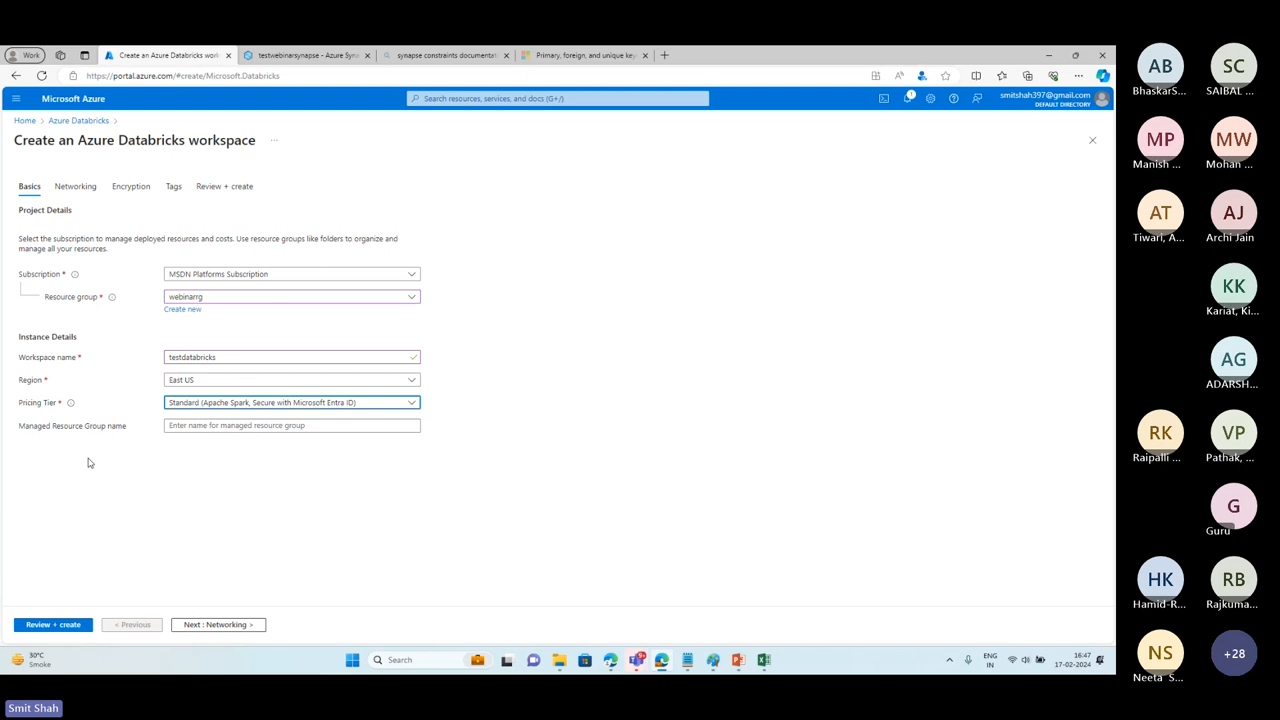 Work
Create an Azure Databricks work
testwebinarsynapse - Azure Syna
synapse constraints documentati
Primary, foreign, and unique key
https://portal.azure.com/#create/Microsoft.Databricks
Microsoft Azure
Search resources, services, and docs (G+/)
1
smitshah397@gmail.com
DEFAULT DIRECTORY
Home > Azure Databricks >
Create an Azure Databricks workspace ...
Basics Networking Encryption Tags Review + create
Project Details
Select the subscription to manage deployed resources and costs. Use resource groups like folders to organize and
manage all your resources.
Subscription *
MSDN Platforms Subscription
Resource group *
webinarrg
Create new
Instance Details
Workspace name *
testdatabricks
Region *
East US
Pricing Tier *
Standard (Apache Spark, Secure with Microsoft Entra ID)
Managed Resource Group name
Enter name for managed resource group
Review + create
< Previous
Next : Networking >
30°C
Smoke
Search
ENG
IN
16:47
17-02-2024
AB
BhaskarS...
SC
SAIBAL ...
MP
Manish ...
MW
Mohan ...
AT
Tiwari, A...
AJ
Archi Jain
KK
Kariat, Ki...
AG
ADARSH...
RK
Raipalli ...
VP
Pathak, ...
G
Guru
HK
Hamid-R...
RB
Rajkuma...
NS
Neeta S...
+28
Smit Shah